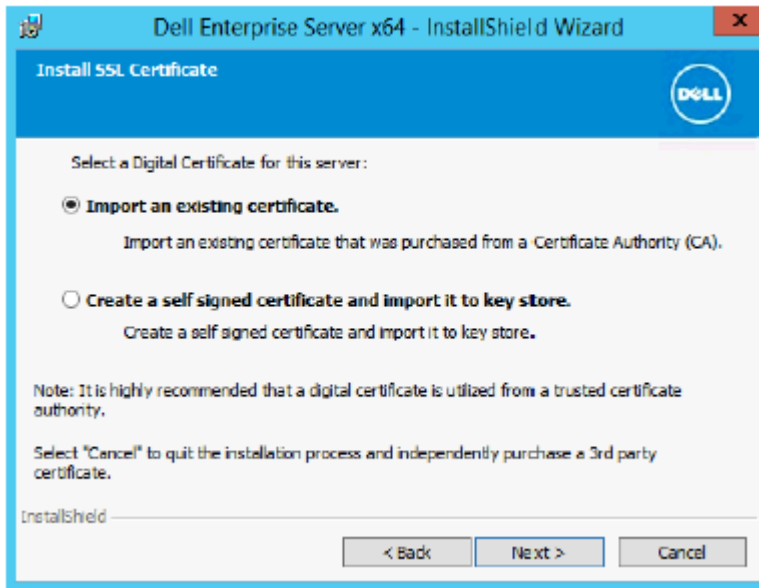 Dell Enterprise Server x64 - InstallShield Wizard
x
Install SSL Certificate
DELL
Select a Digital Certificate for this server:
Import an existing certificate.
Import an existing certificate that was purchased from a Certificate Authority (CA).
Create a self signed certificate and import it to key store.
Create a self signed certificate and import it to key store.
Note: It is highly recommended that a digital certificate is utilized from a trusted certificate
authority.
Select "Cancel" to quit the installation process and independently purchase a 3rd party
certificate.
InstallShield
< Back Next > Cancel